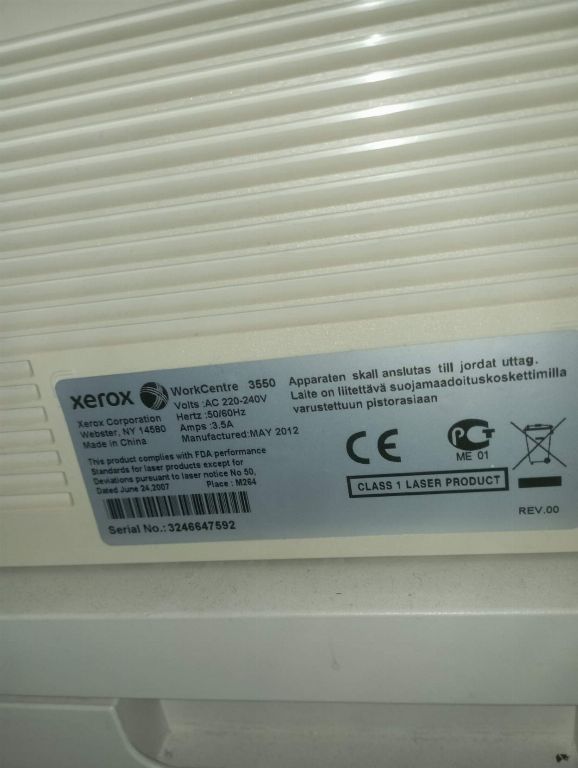 xerox
WorkCentre 3550
Volts :AC 220-240V
Hertz :50/60Hz
Amps : 3.5A
Manufactured:MAY 2012
Xerox Corporation
Webster, NY 14580
Made in China
This product complies with FDA performance
Standards for laser products except for
Deviations pursuant to laser notice No 50,
Dated June 24,2007 Place : M264
Serial No.: 3246647592
Apparaten skall anslutas till jordat uttag.
Laite on liitettävä suojamaadoituskoskettimilla
varustettuun pistorasiaan
CE
PCT
ME 01
CLASS 1 LASER PRODUCT
REV.00